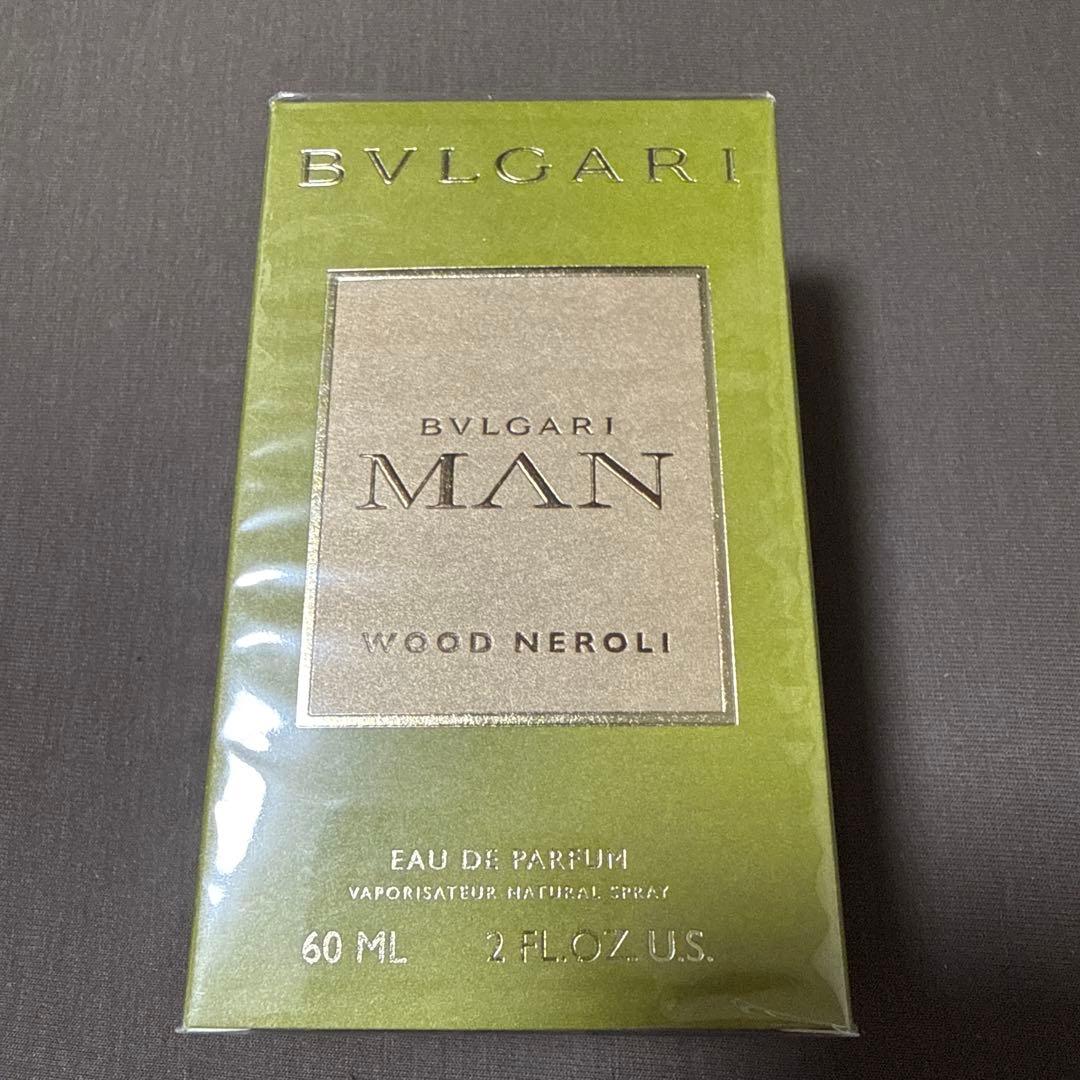 BVLGARI
BVLGARI
MAN
WOOD NEROLI
EAU DE PARFUM
VAPORISATEUR NATURAL SPRAY
60 ML 2 FL.OZ. U.S.